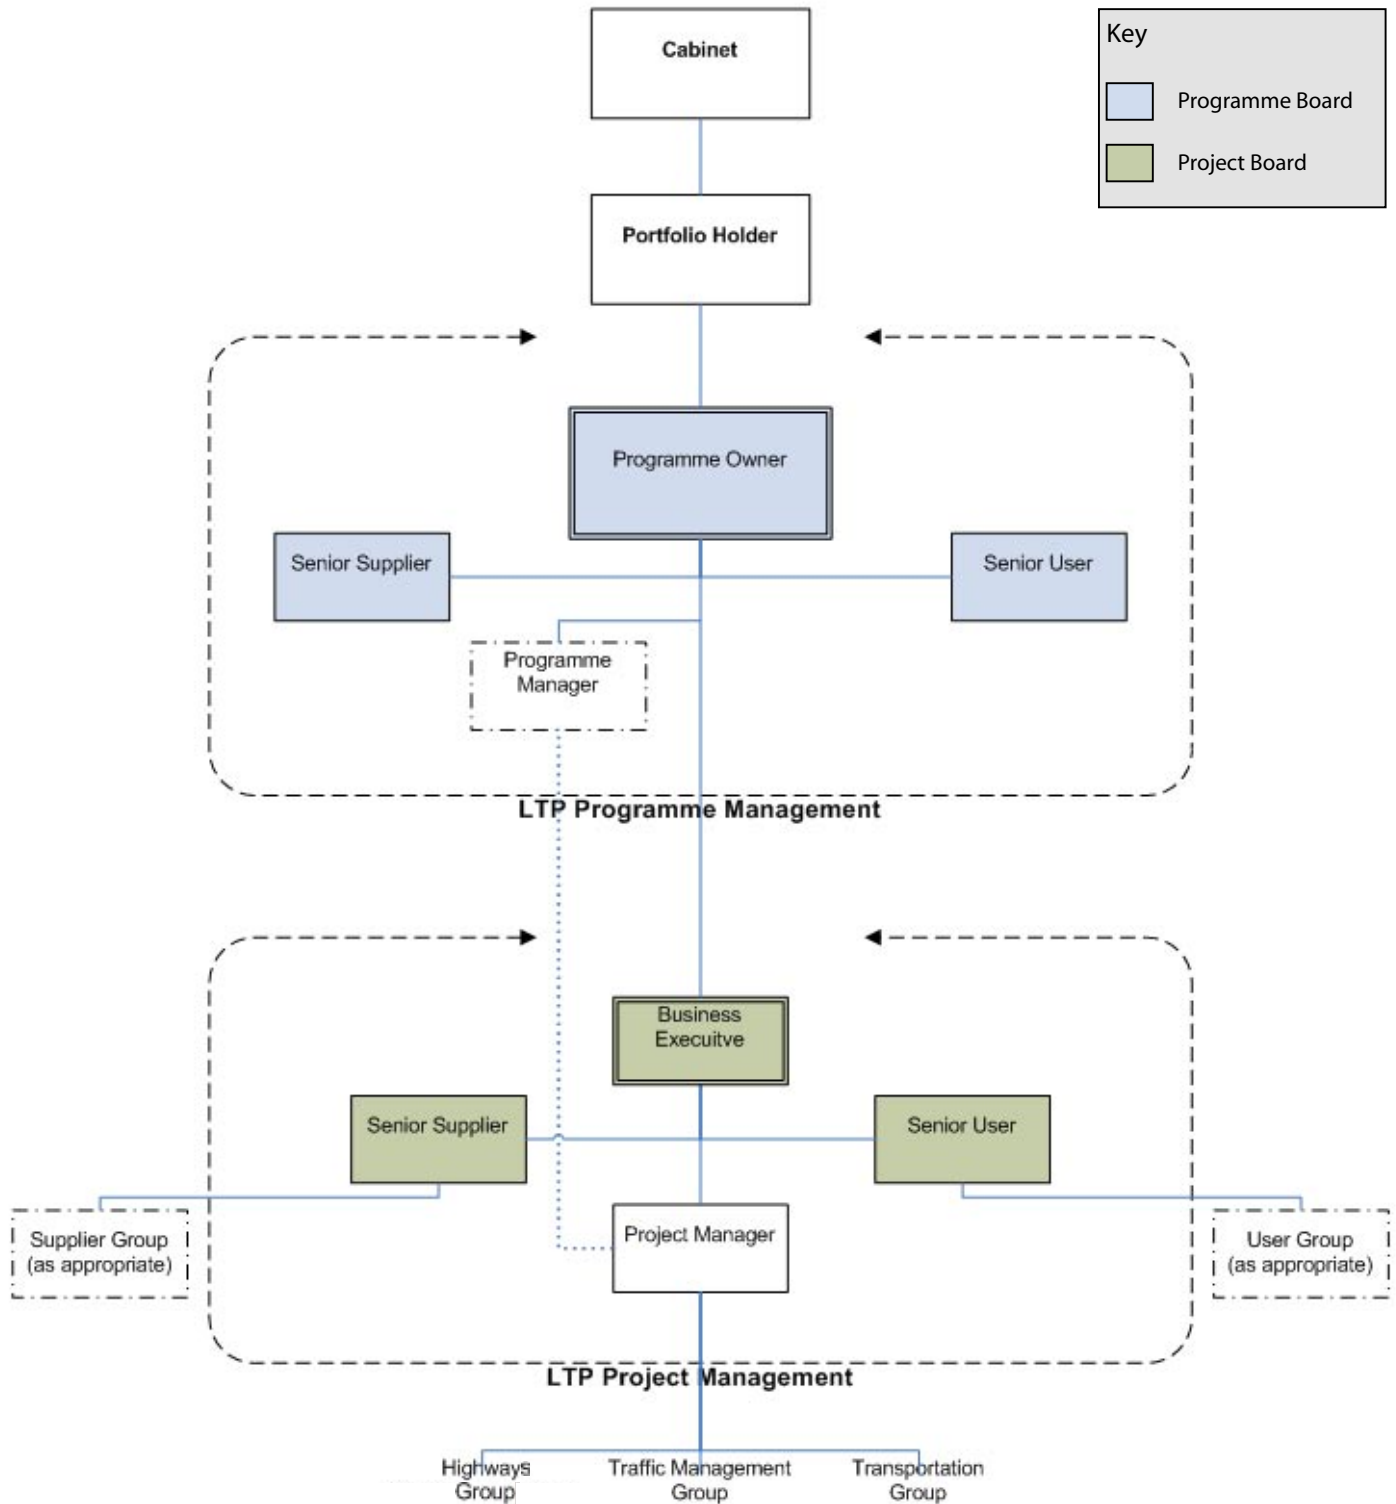 Cabinet
Key
Programme Board
Project Board
Portfolio Holder
Programme Owner
Senior Supplier
Senior User
Programme
Manager
LTP Programme Management
Business
Execuitve
Senior Supplier
Senior User
Project Manager
Supplier Group
(as appropriate)
User Group
(as appropriate)
LTP Project Management
Highways
Group
Traffic Management
Group
Transportation
Group